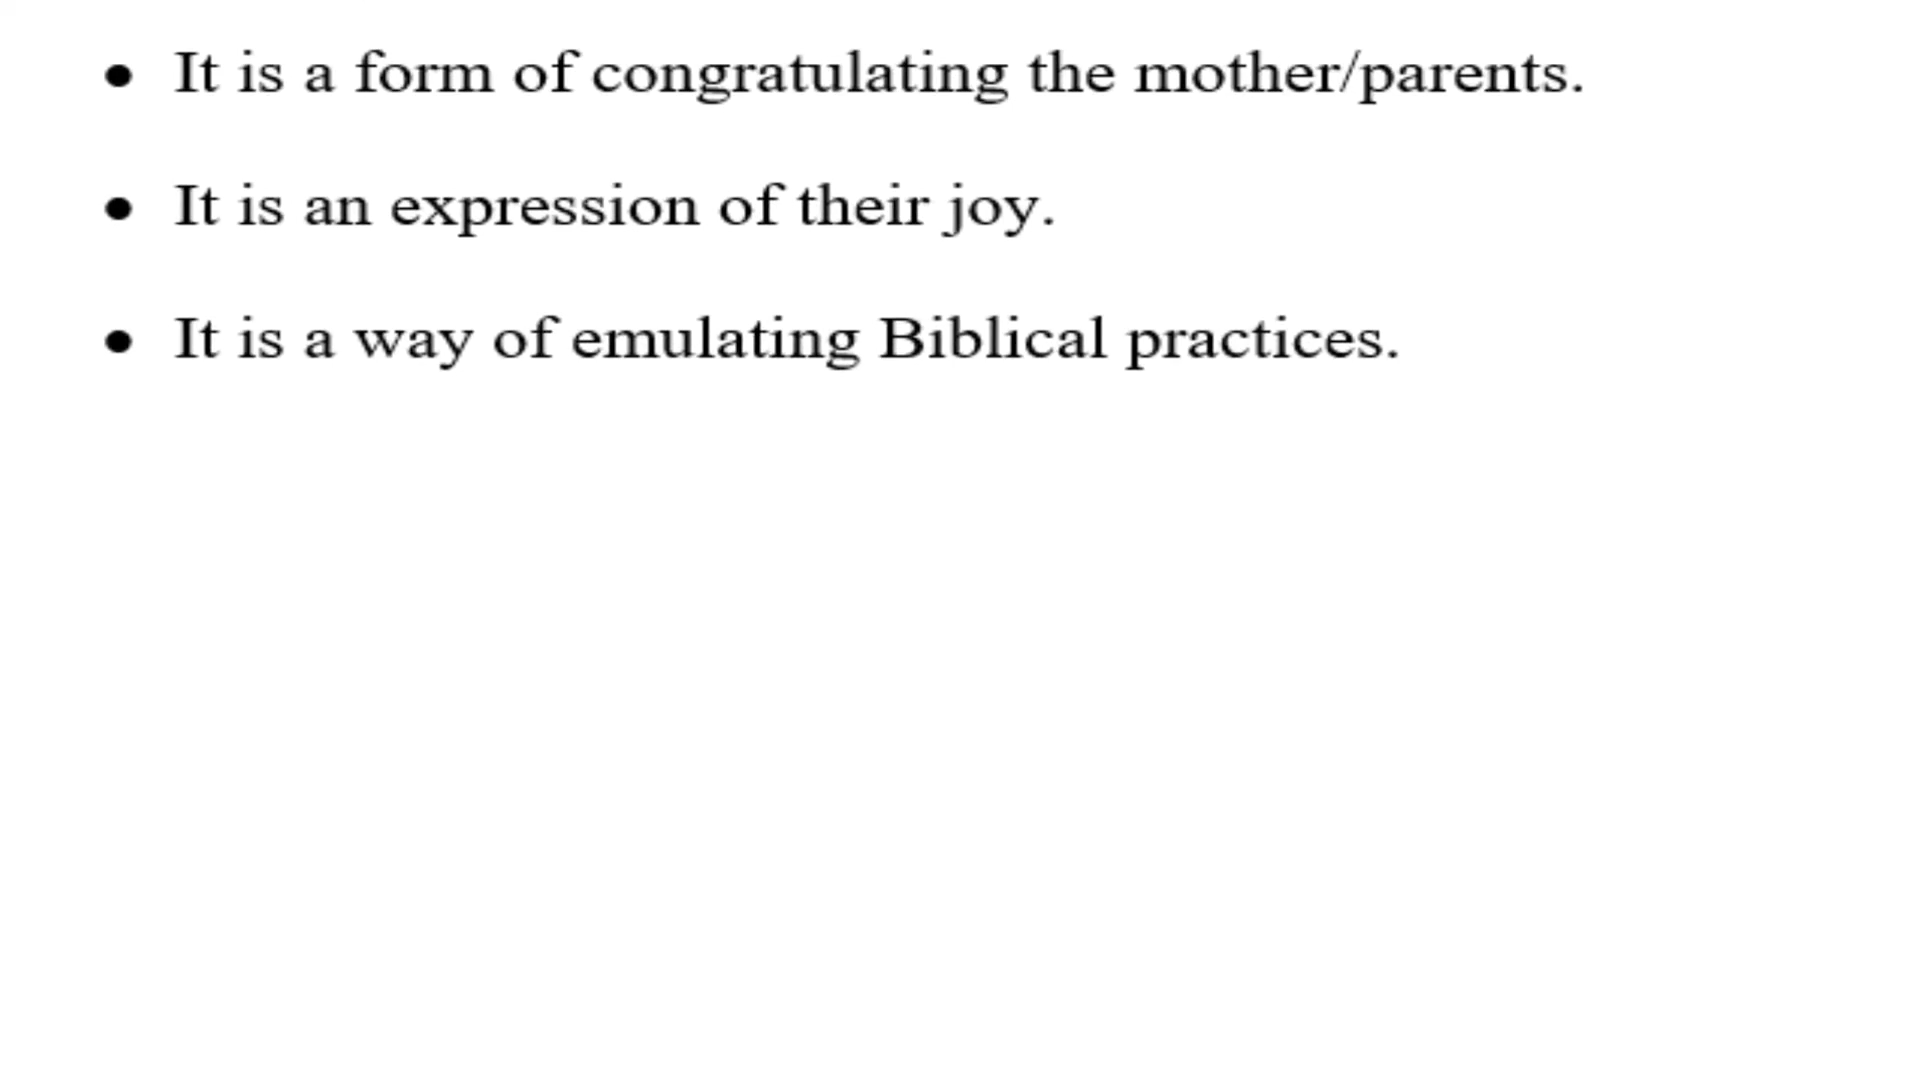 • It is a form of congratulating the mother/parents.
• It is an expression of their joy.
• It is a way of emulating Biblical practices.